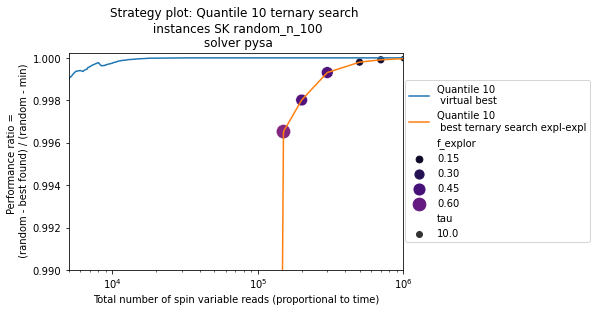 Strategy plot: Quantile 10 ternary search
instances SK random_n_100
solver pysa
Performance ratio =
(random - best found) / (random - min)
1.000
0.998
0.996
0.994
0.992
0.990
10^4
10^5
10^6
Total number of spin variable reads (proportional to time)
Quantile 10
virtual best
Quantile 10
best ternary search expl-expl
f_explor
0.15
0.30
0.45
0.60
tau
10.0